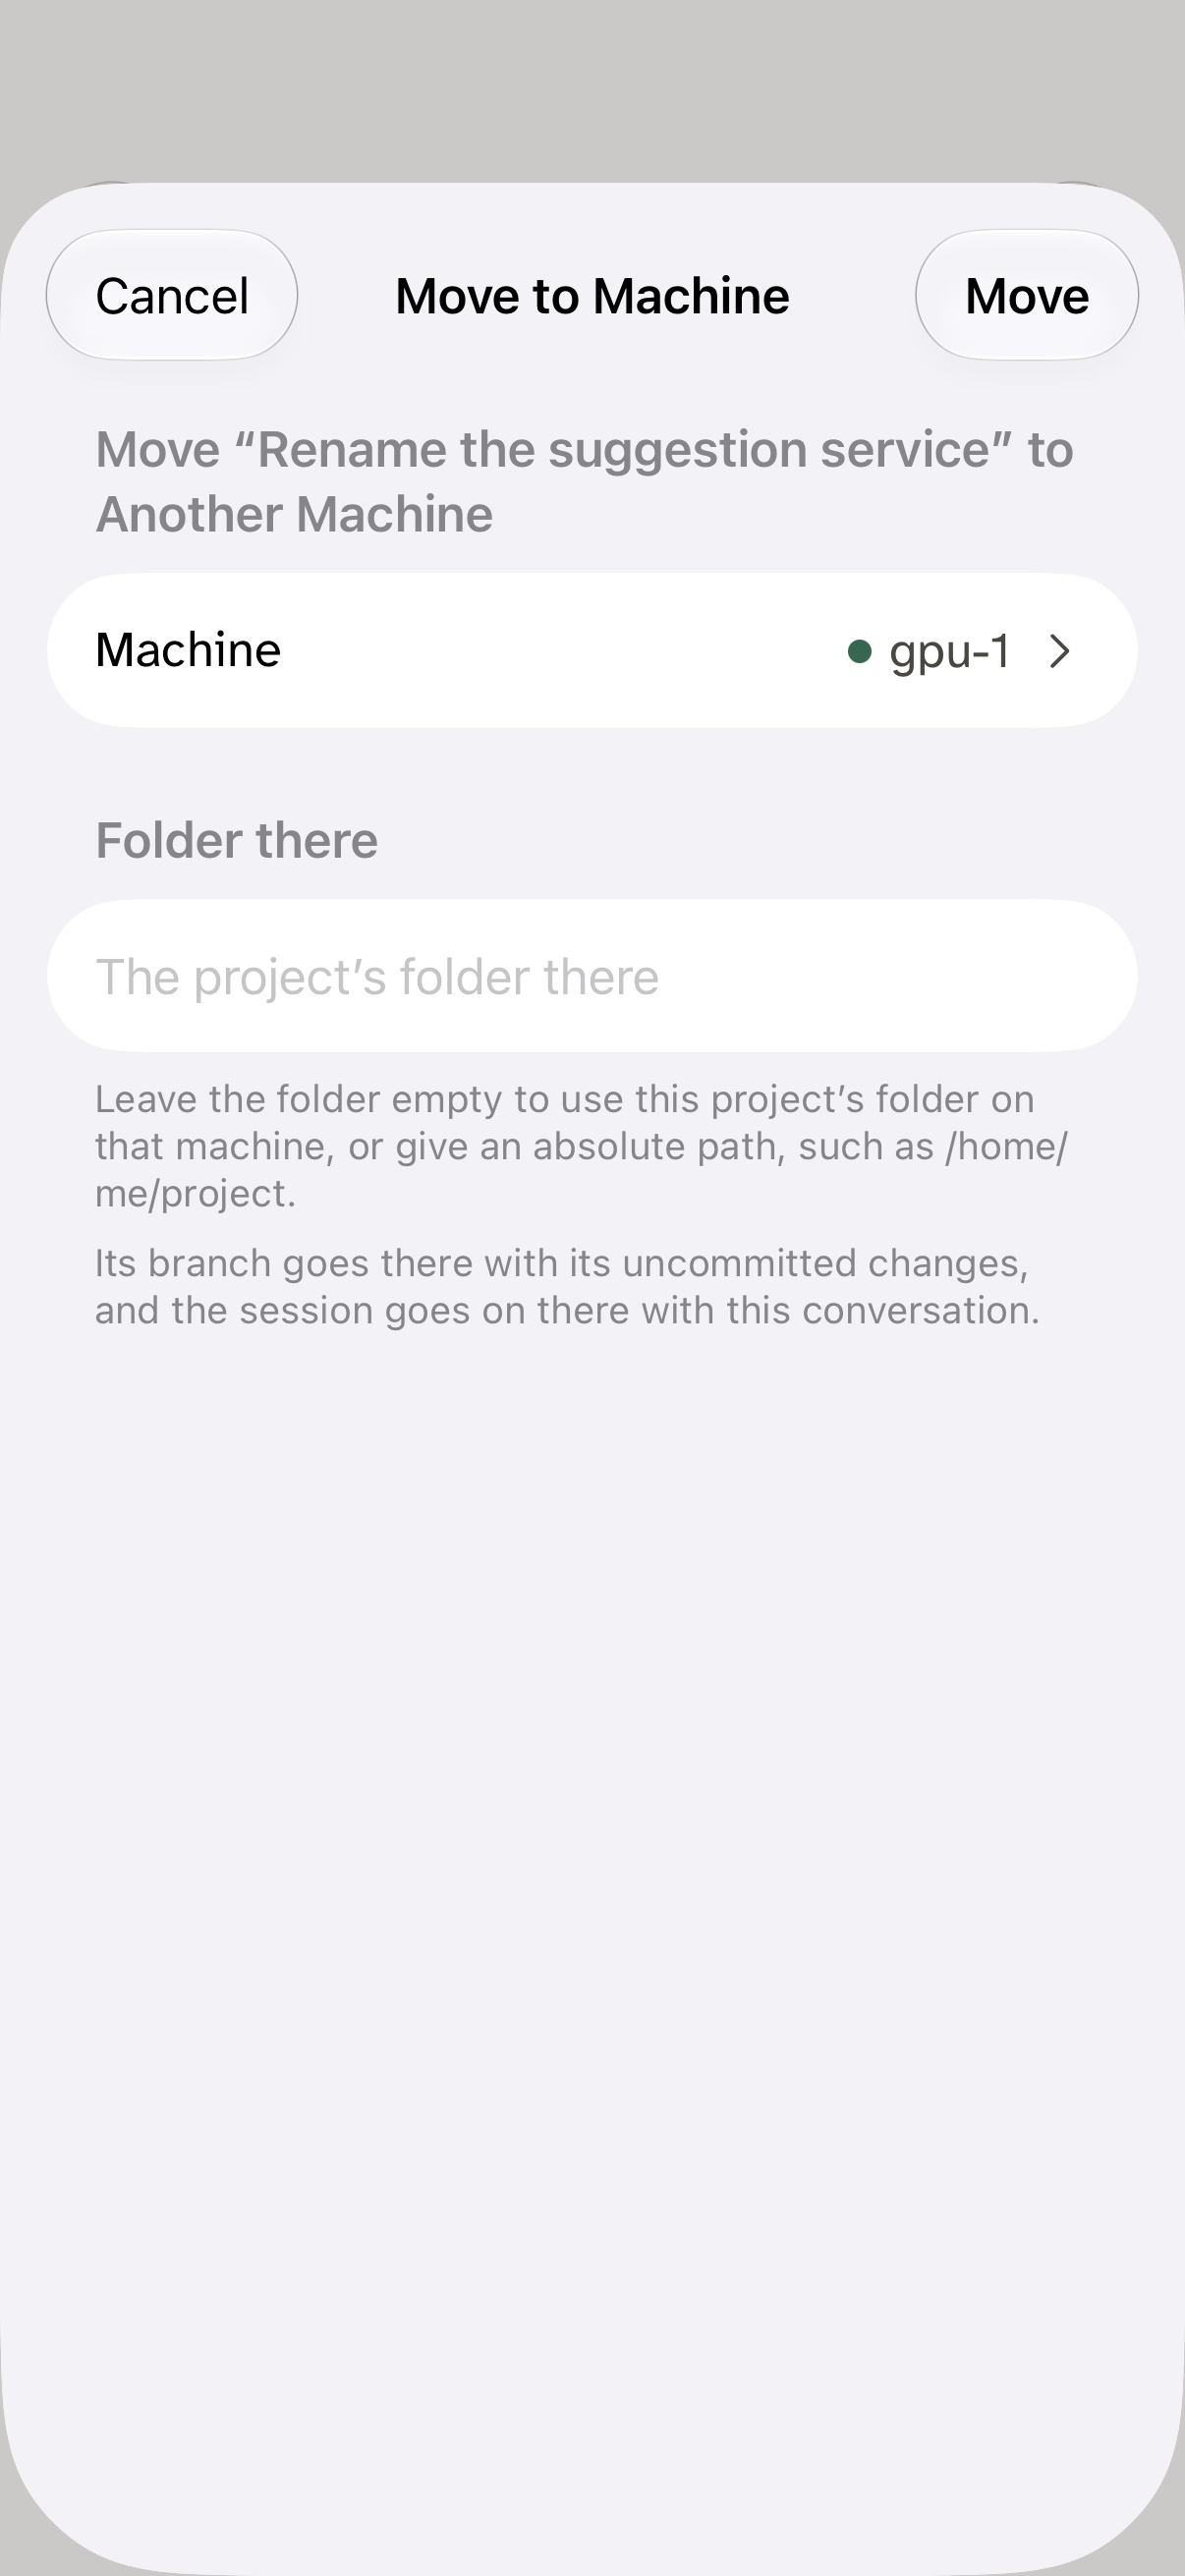 Cancel
Move to Machine
Move
Move “Rename the suggestion service” to
Another Machine
Machine
gpu-1
Folder there
The project’s folder there
Leave the folder empty to use this project’s folder on
that machine, or give an absolute path, such as /home/
me/project.
Its branch goes there with its uncommitted changes,
and the session goes on there with this conversation.